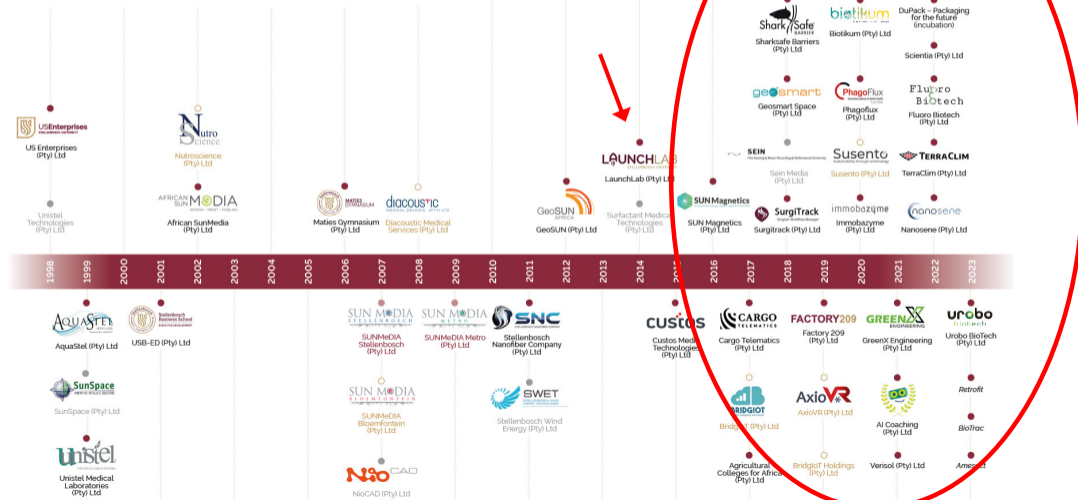 Shark Safe
BARRIER
Sharksafe Barriers
(Pty) Ltd
biotikum
Biotikum (Pty) Ltd
DuPack – Packaging
for the future
(incubation)
Scientia (Pty) Ltd
USEnterprises
US Enterprises
(Pty) Ltd
Nutro
Science
Nutroscience
(Pty) Ltd
geosmart
Geosmart Space
(Pty) Ltd
PhagoFlux
Phagoflux
(Pty) Ltd
Fluoro
Biotech
Fluoro Biotech
(Pty) Ltd
LAUNCHLAB
LaunchLab (Pty) Ltd
SEIN
Sein Media
(Pty) Ltd
Susento
Susento (Pty) Ltd
TERRACLIM
TerraClim (Pty) Ltd
Unistel
Technologies
(Pty) Ltd
AFRICAN
SUN MEDIA
African SunMedia
(Pty) Ltd
MATIES
GYMNASIUM
Maties Gymnasium
(Pty) Ltd
diacoustic
Diacoustic Medical
Services (Pty) Ltd
GeoSUN
AFRICA
GeoSUN (Pty) Ltd
Surfactant Medical
Technologies
(Pty) Ltd
SUN Magnetics
SUN Magnetics
(Pty) Ltd
SurgiTrack
Surgitrack (Pty) Ltd
immobazyme
Immobazyme
(Pty) Ltd
nanosene
Nanosene (Pty) Ltd
1998 1999 2000 2001 2002 2003 2004 2005 2006 2007 2008 2009 2010 2011 2012 2013 2014 2015 2016 2017 2018 2019 2020 2021 2022 2023
AQUASTEL
AquaStel (Pty) Ltd
Stellenbosch
Business School
USB-ED (Pty) Ltd
SUN MEDIA
STELLENBOSCH
SUNMeDIA
Stellenbosch
(Pty) Ltd
SUN MEDIA
METRO
SUNMeDIA Metro
(Pty) Ltd
SNC
Stellenbosch
Nanofiber Company
(Pty) Ltd
custos
Custos Media
Technologies
(Pty) Ltd
CARGO
TELEMATICS
Cargo Telematics
(Pty) Ltd
FACTORY209
Factory 209
(Pty) Ltd
GREENX
ENGINEERING
GreenX Engineering
(Pty) Ltd
urobo
biotech
Urobo BioTech
(Pty) Ltd
SunSpace
SunSpace (Pty) Ltd
SUN MEDIA
BLOEMFONTEIN
SUNMeDIA
Bloemfontein
(Pty) Ltd
SWET
Stellenbosch Wind
Energy (Pty) Ltd
BRIDGIOT
BridgIoT (Pty) Ltd
AxioVR
AxioVR (Pty) Ltd
AI Coaching
(Pty) Ltd
Retrofit
BioTrac
unistel
Unistel Medical
Laboratories
(Pty) Ltd
NioCAD
NioCAD (Pty) Ltd
Agricultural
Colleges for Africa
(Pty) Ltd
BridgIoT Holdings
(Pty) Ltd
Verisol (Pty) Ltd